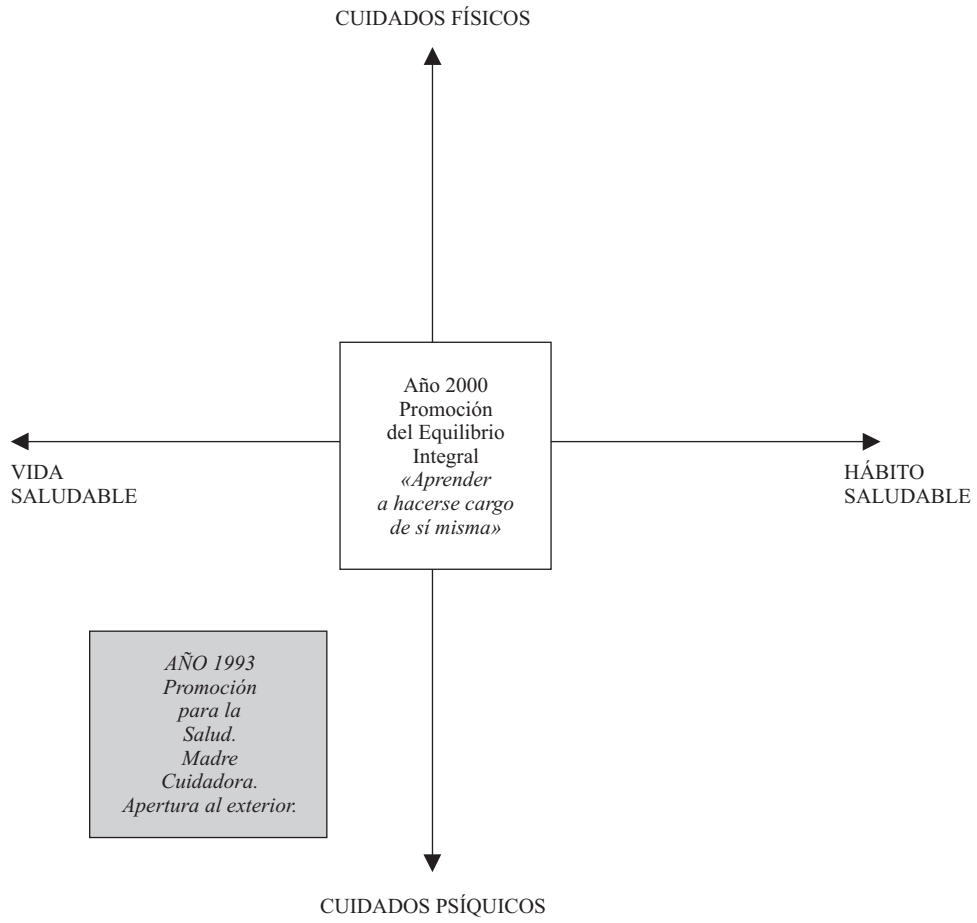 CUIDADOS FÍSICOS
Año 2000
Promoción
del Equilibrio
Integral
«Aprender
a hacerse cargo
de sí misma»
VIDA
SALUDABLE
HÁBITO
SALUDABLE
AÑO 1993
Promoción
para la
Salud.
Madre
Cuidadora.
Apertura al exterior.
CUIDADOS PSÍQUICOS